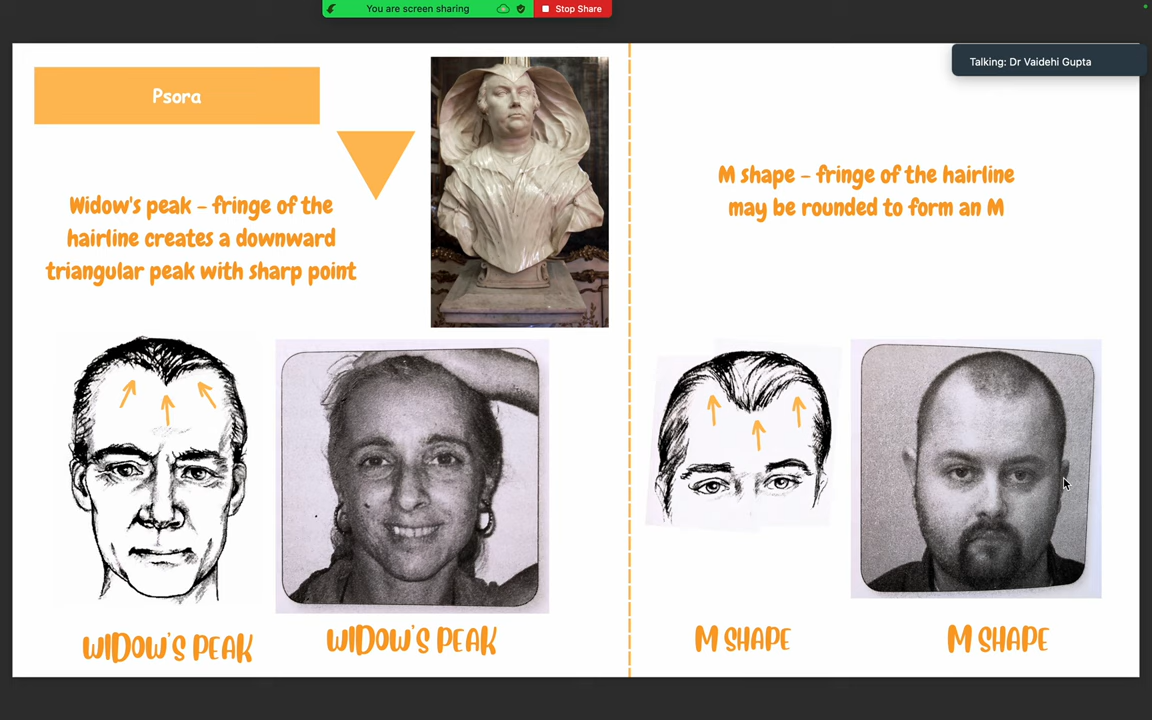 You are screen sharing
Stop Share
Talking: Dr Vaidehi Gupta
Psora
Widow's peak - fringe of the
hairline creates a downward
triangular peak with sharp point
WIDOW'S PEAK
WIDOW'S PEAK
M shape - fringe of the hairline
may be rounded to form an M
M SHAPE
M SHAPE